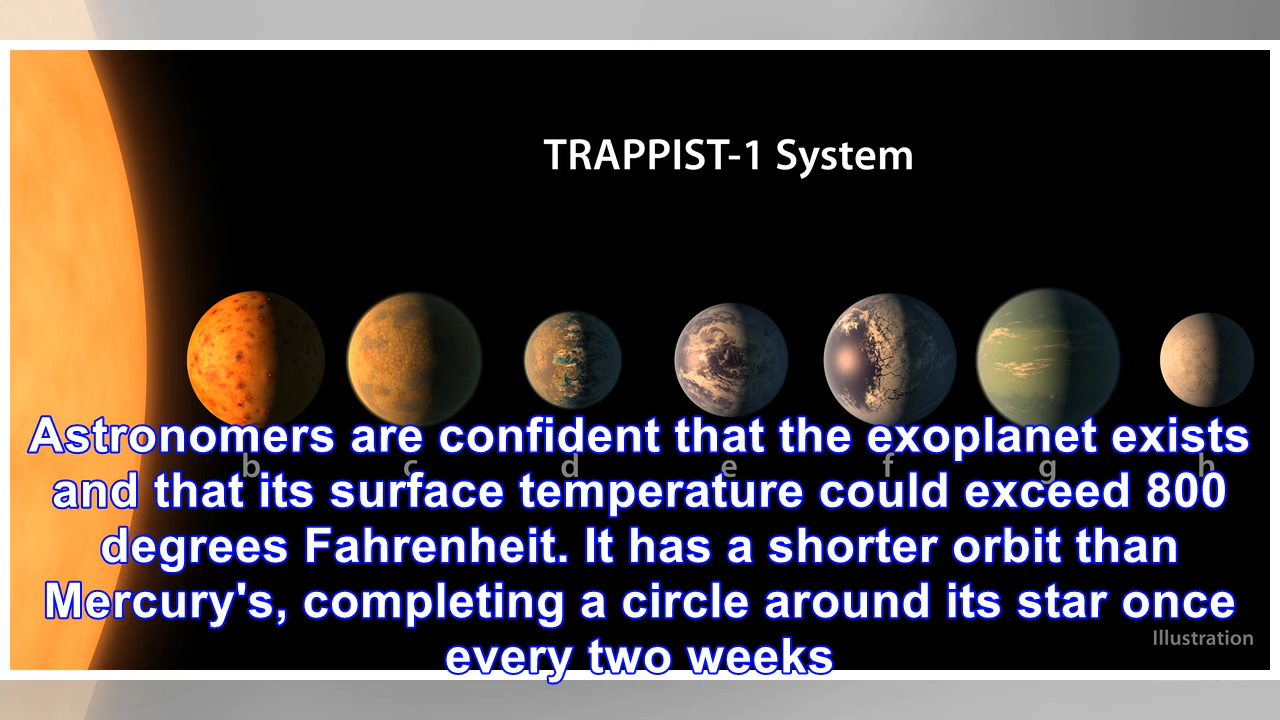 TRAPPIST-1 System
b c d e f g h
Astronomers are confident that the exoplanet exists
and that its surface temperature could exceed 800
degrees Fahrenheit. It has a shorter orbit than
Mercury's, completing a circle around its star once
every two weeks
Illustration